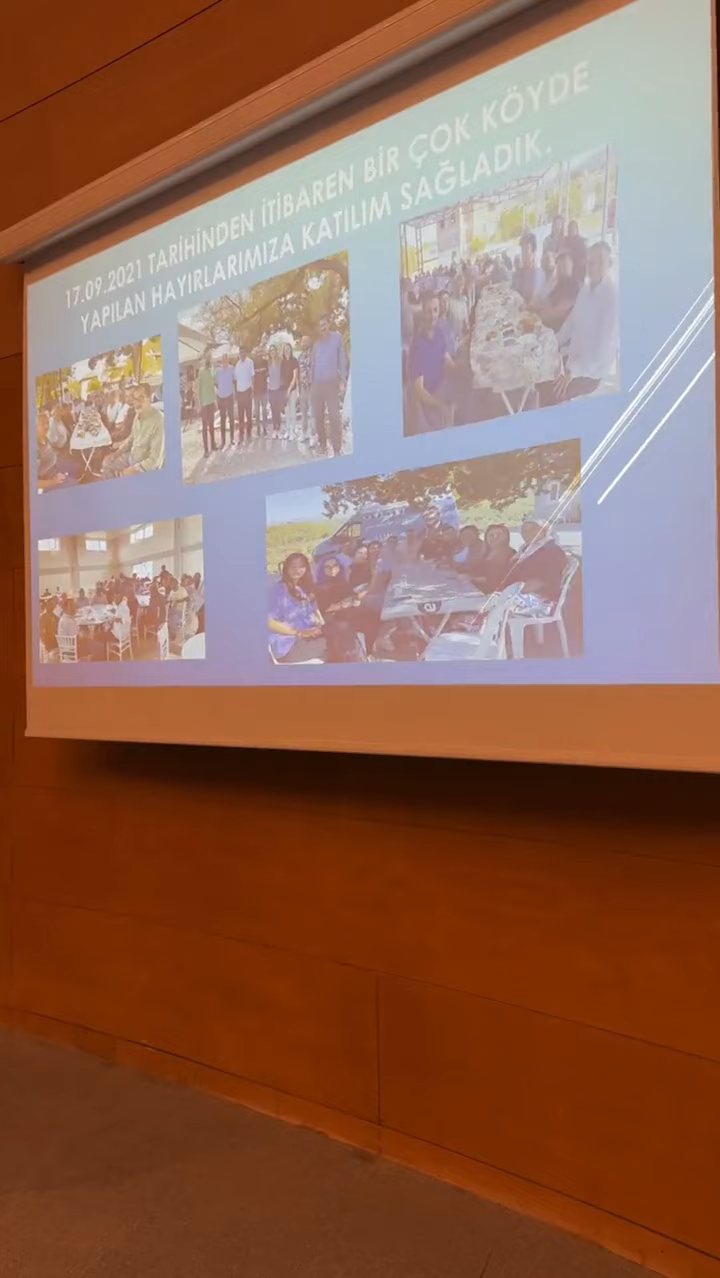 17.09.2021 TARİHİNDEN İTİBAREN BİR ÇOK KÖYDE
YAPILAN HAYIRLARIMIZA KATILIM SAĞLADIK.